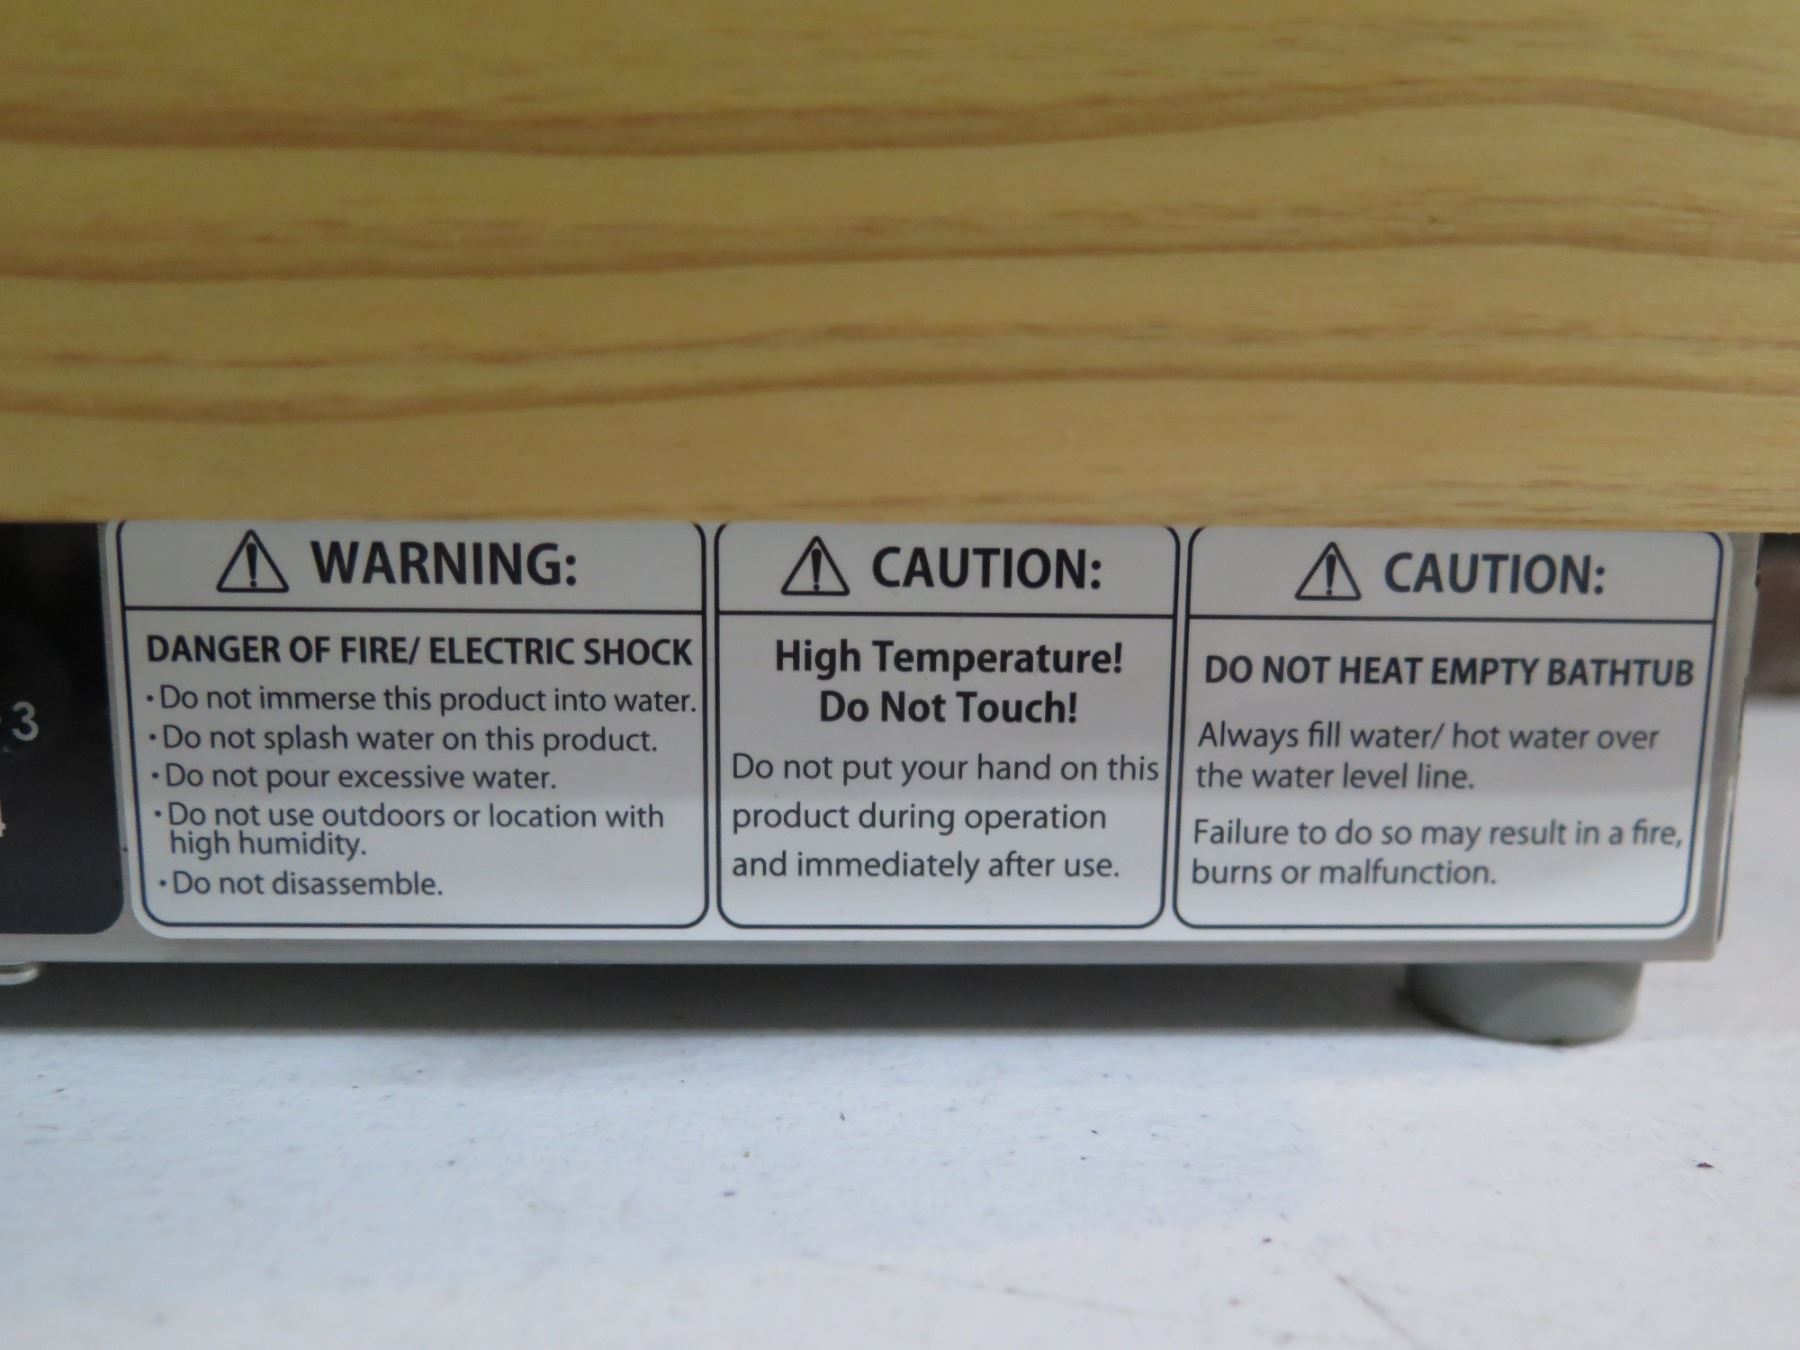 3
4
WARNING:
DANGER OF FIRE/ ELECTRIC SHOCK
• Do not immerse this product into water.
• Do not splash water on this product.
• Do not pour excessive water.
• Do not use outdoors or location with
high humidity.
• Do not disassemble.
CAUTION:
High Temperature!
Do Not Touch!
Do not put your hand on this
product during operation
and immediately after use.
CAUTION:
DO NOT HEAT EMPTY BATHTUB
Always fill water/ hot water over
the water level line.
Failure to do so may result in a fire,
burns or malfunction.